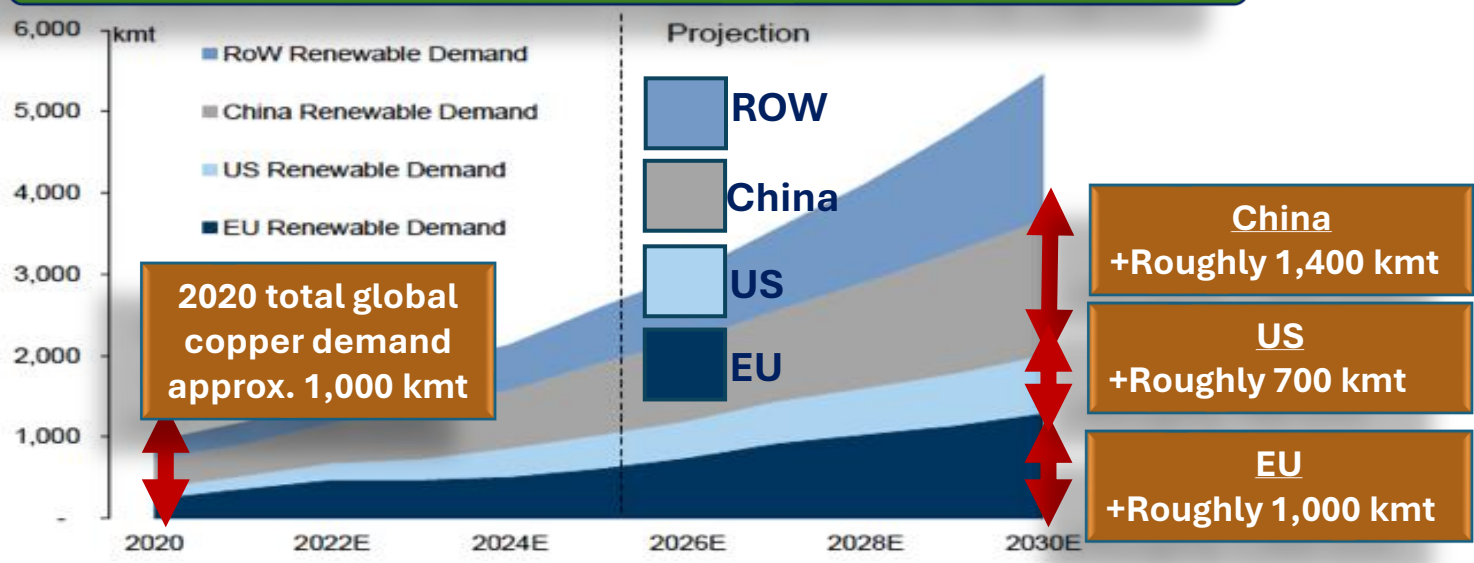 6,000
kmt
Projection
RoW Renewable Demand
5,000
China Renewable Demand
4,000
US Renewable Demand
EU Renewable Demand
3,000
2,000
1,000
-
ROW
China
US
EU
2020 total global
copper demand
approx. 1,000 kmt
China
+Roughly 1,400 kmt
US
+Roughly 700 kmt
EU
+Roughly 1,000 kmt
2020
2022E
2024E
2026E
2028E
2030E